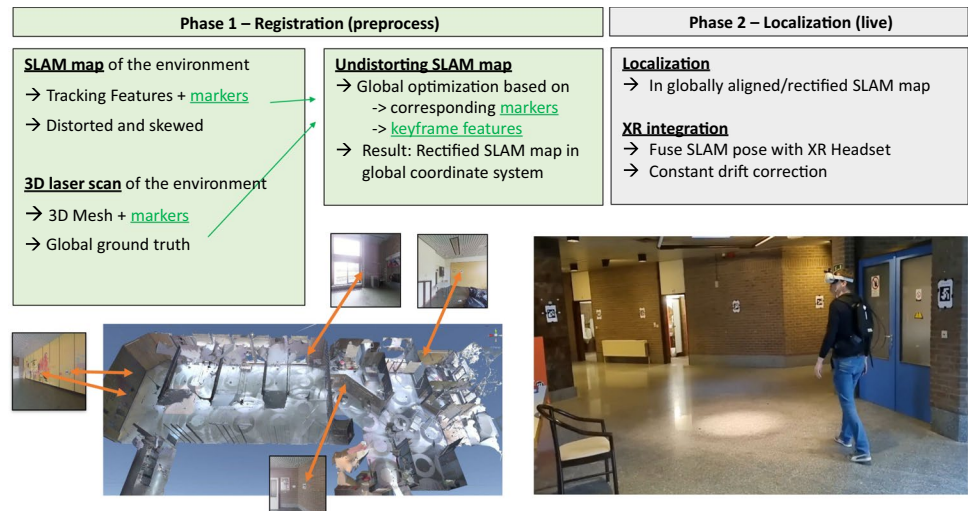 Phase 1 – Registration (preprocess)
Phase 2 – Localization (live)
SLAM map of the environment
→ Tracking Features + markers
→ Distorted and skewed
3D laser scan of the environment
→ 3D Mesh + markers
→ Global ground truth
Undistorting SLAM map
→ Global optimization based on
-> corresponding markers
-> keyframe features
→ Result: Rectified SLAM map in
global coordinate system
Localization
→ In globally aligned/rectified SLAM map
XR integration
→ Fuse SLAM pose with XR Headset
→ Constant drift correction